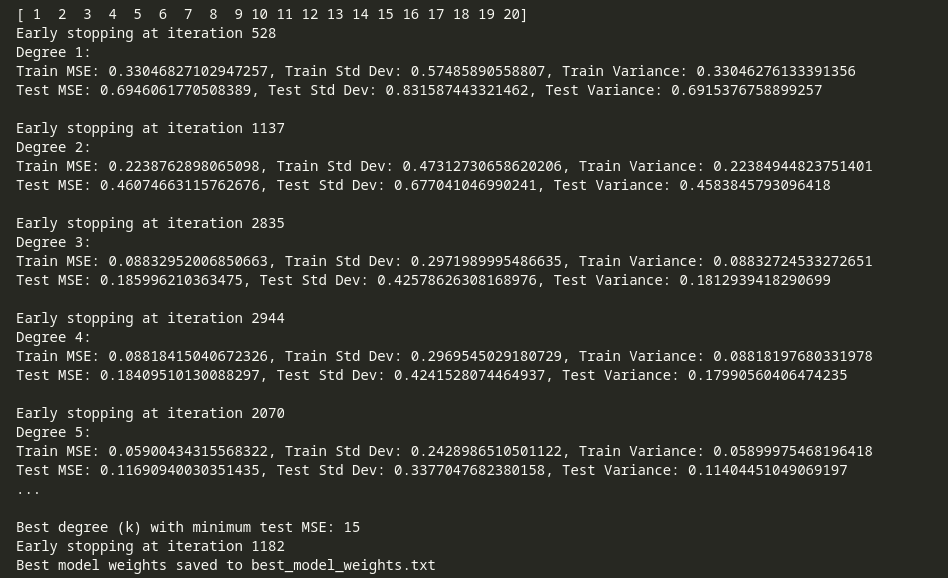 [ 1  2  3  4  5  6  7  8  9 10 11 12 13 14 15 16 17 18 19 20]
Early stopping at iteration 528
Degree 1:
Train MSE: 0.33046827102947257, Train Std Dev: 0.57485890558807, Train Variance: 0.33046276133391356
Test MSE: 0.6946061770508389, Test Std Dev: 0.831587443321462, Test Variance: 0.6915376758899257
Early stopping at iteration 1137
Degree 2:
Train MSE: 0.2238762898065098, Train Std Dev: 0.47312730658620206, Train Variance: 0.22384944823751401
Test MSE: 0.46074663115762676, Test Std Dev: 0.677041046990241, Test Variance: 0.4583845793096418
Early stopping at iteration 2835
Degree 3:
Train MSE: 0.08832952006850663, Train Std Dev: 0.2971989995486635, Train Variance: 0.08832724533272651
Test MSE: 0.185996210363475, Test Std Dev: 0.42578626308168976, Test Variance: 0.1812939418290699
Early stopping at iteration 2944
Degree 4:
Train MSE: 0.08818415040672326, Train Std Dev: 0.2969545029180729, Train Variance: 0.08818197680331978
Test MSE: 0.18409510130088297, Test Std Dev: 0.4241528074464937, Test Variance: 0.17990560406474235
Early stopping at iteration 2070
Degree 5:
Train MSE: 0.05900434315568322, Train Std Dev: 0.2428986510501122, Train Variance: 0.05899975468196418
Test MSE: 0.11690940030351435, Test Std Dev: 0.3377047682380158, Test Variance: 0.11404451049069197
...
Best degree (k) with minimum test MSE: 15
Early stopping at iteration 1182
Best model weights saved to best_model_weights.txt